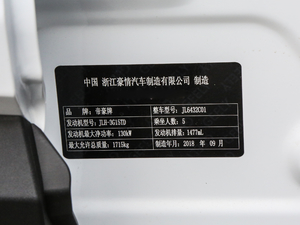 中国 浙江豪情汽车制造有限公司 制造
品牌：帝豪牌 整车型号：JL6432C01
发动机型号：JLH-3G15TD 乘坐人数：5
发动机最大净功率：130kW 发动机排量：1477mL
最大允许总质量：1715kg 制造年月：2018 年 09 月